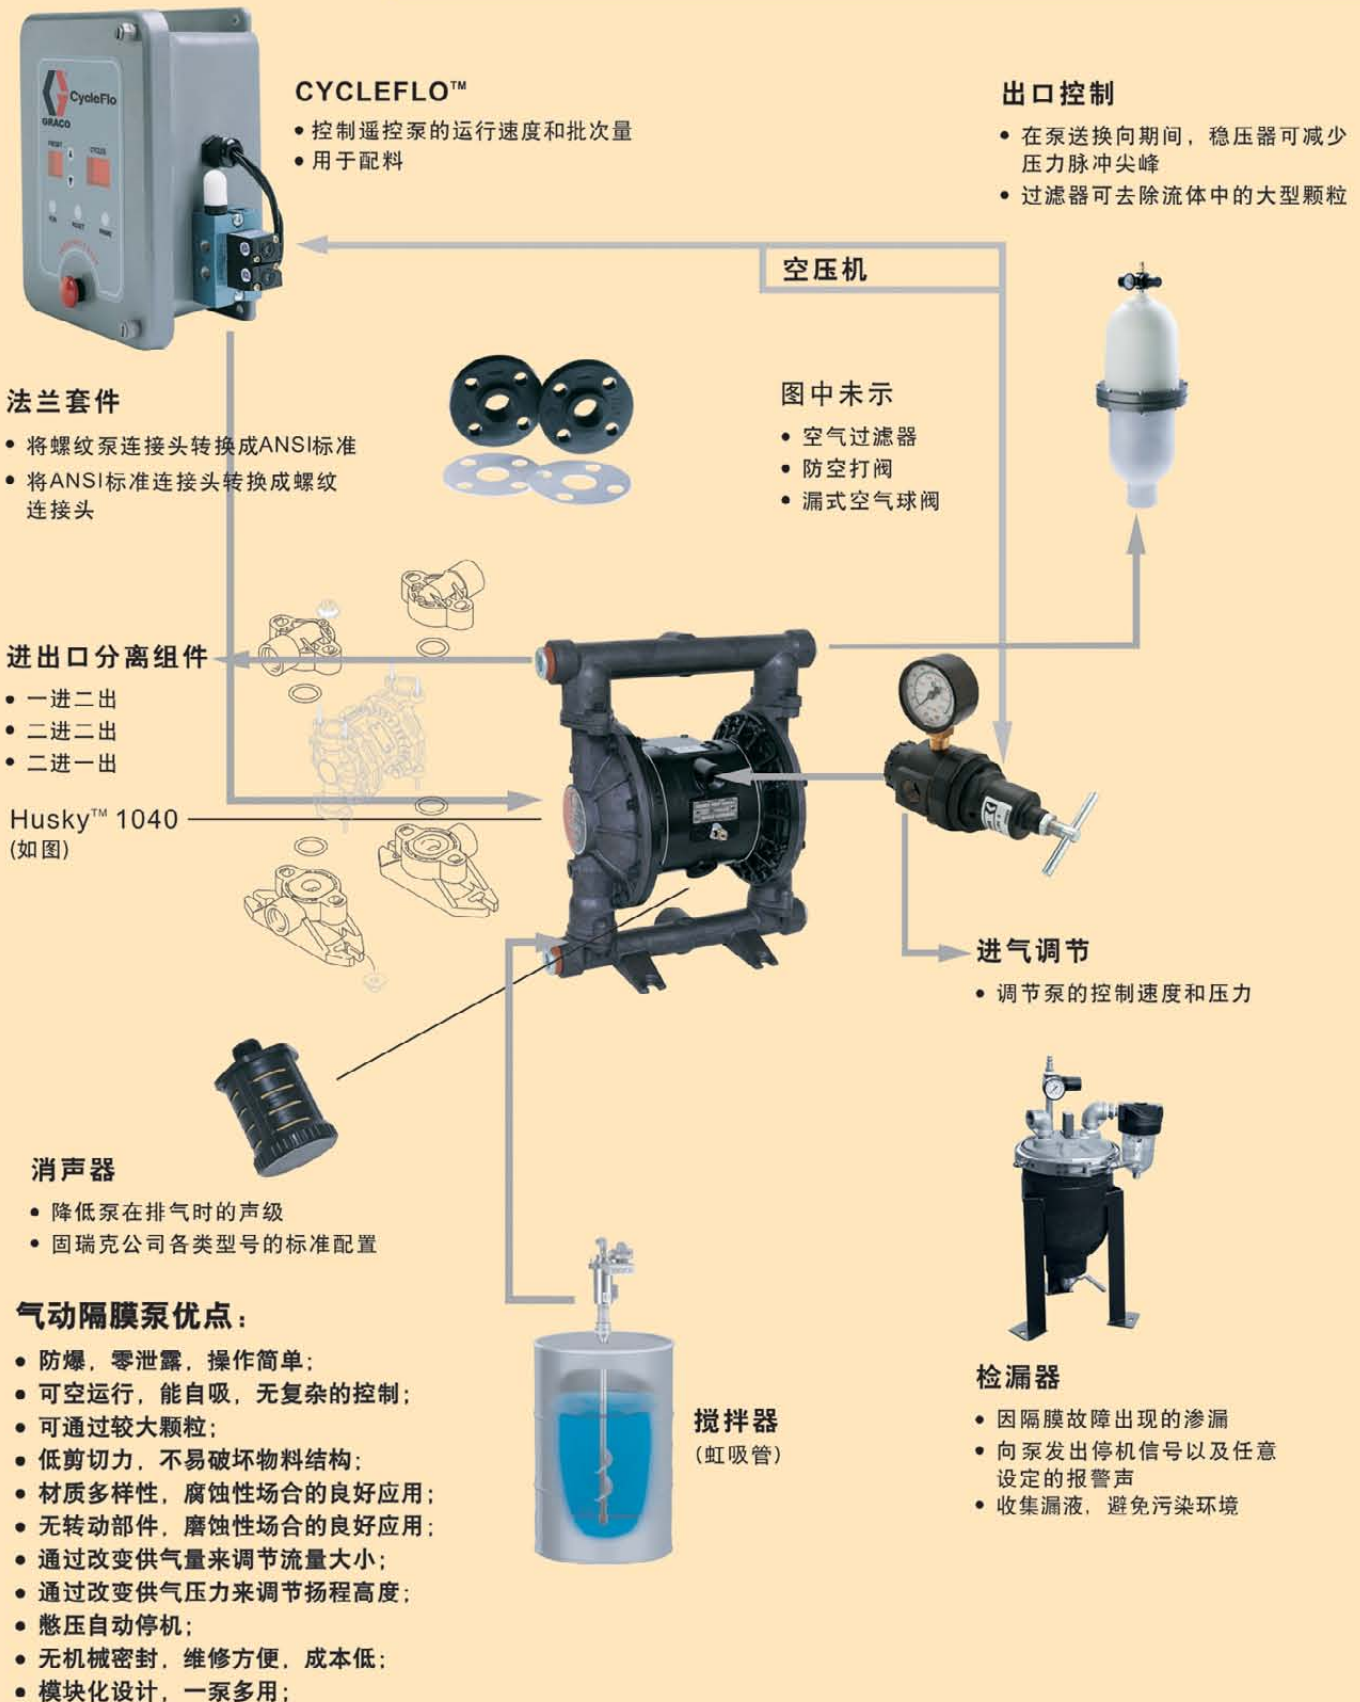 CYCLEFLO™
• 控制遥控泵的运行速度和批次量
• 用于配料
CycleFlo
GRACO
PRESET
CYCLES
RUN
RESET
出口控制
• 在泵送换向期间，稳压器可减少
压力脉冲尖峰
• 过滤器可去除流体中的大型颗粒
空压机
法兰套件
• 将螺纹泵连接头转换成ANSI标准
• 将ANSI标准连接头转换成螺纹
连接头
图中未示
• 空气过滤器
• 防空打阀
• 漏式空气球阀
进出口分离组件
• 一进二出
• 二进二出
• 二进一出
Husky™ 1040
(如图)
进气调节
• 调节泵的控制速度和压力
消声器
• 降低泵在排气时的声级
• 固瑞克公司各类型号的标准配置
气动隔膜泵优点：
• 防爆，零泄露，操作简单；
• 可空运行，能自吸，无复杂的控制；
• 可通过较大颗粒；
• 低剪切力，不易破坏物料结构；
• 材质多样性，腐蚀性场合的良好应用；
• 无转动部件，磨蚀性场合的良好应用；
• 通过改变供气量来调节流量大小；
• 通过改变供气压力来调节扬程高度；
• 憋压自动停机；
• 无机械密封，维修方便，成本低；
• 模块化设计，一泵多用；
搅拌器
(虹吸管)
检漏器
• 因隔膜故障出现的渗漏
• 向泵发出停机信号以及任意
设定的报警声
• 收集漏液，避免污染环境